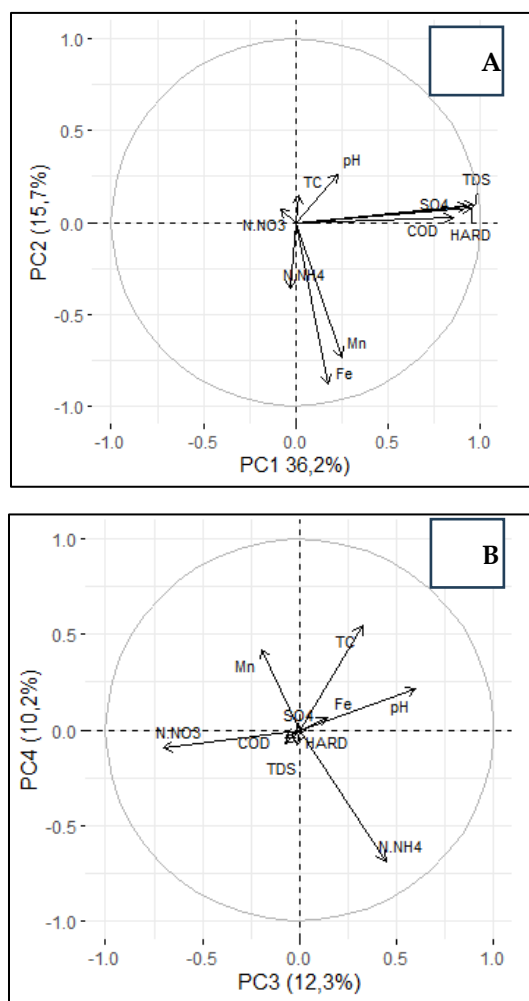 A
1.0
0.5
0.0
-0.5
-1.0
PC2 (15,7%)
pH
TC
TDS
N.NO3
SO4
COD
HARD
N.NH4
Mn
Fe
-1.0 -0.5 0.0 0.5 1.0
PC1 36,2%)
B
1.0
0.5
0.0
-0.5
-1.0
PC4 (10,2%)
TC
Mn
Fe
pH
SO4
N.NO3
COD
HARD
TDS
N.NH4
-1.0 -0.5 0.0 0.5 1.0
PC3 (12,3%)